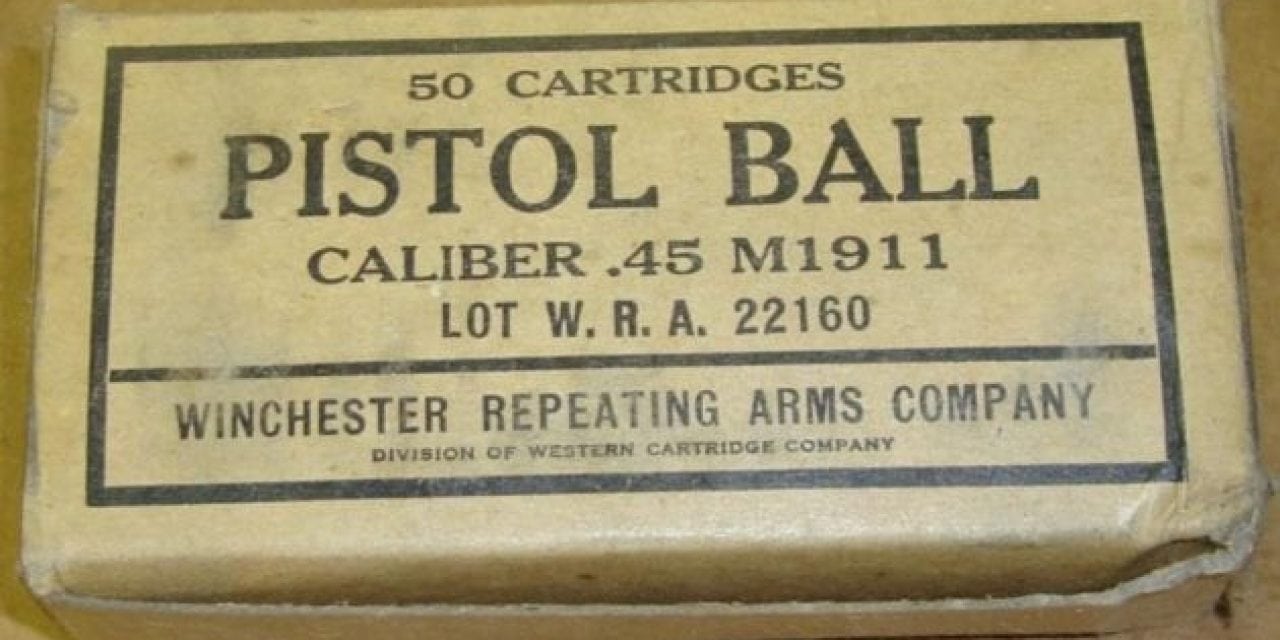 50 CARTRIDGES
PISTOL BALL
CALIBER .45 M1911
LOT W. R. A. 22160
WINCHESTER REPEATING ARMS COMPANY
DIVISION OF WESTERN CARTRIDGE COMPANY